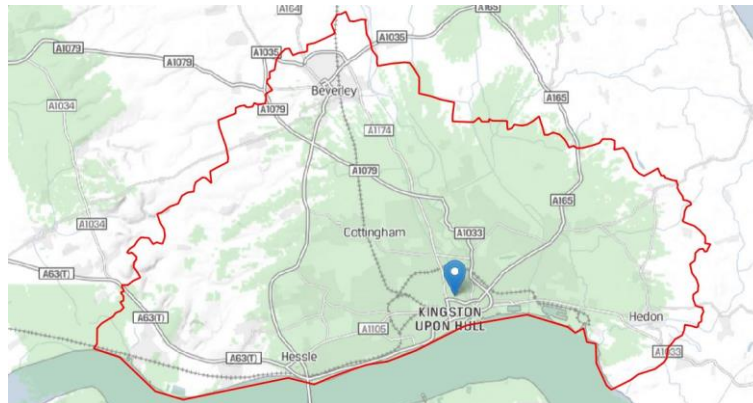 A164
A165
A1079
A1035
A1035
A1079
Beverley
A1034
A1079
A165
A1174
A1079
A165
A1034
Cottingham
A1033
A63(T)
A63(T)
KINGSTON
UPON HULL
Hedon
A1105
Hessle
A63(T)
A1033